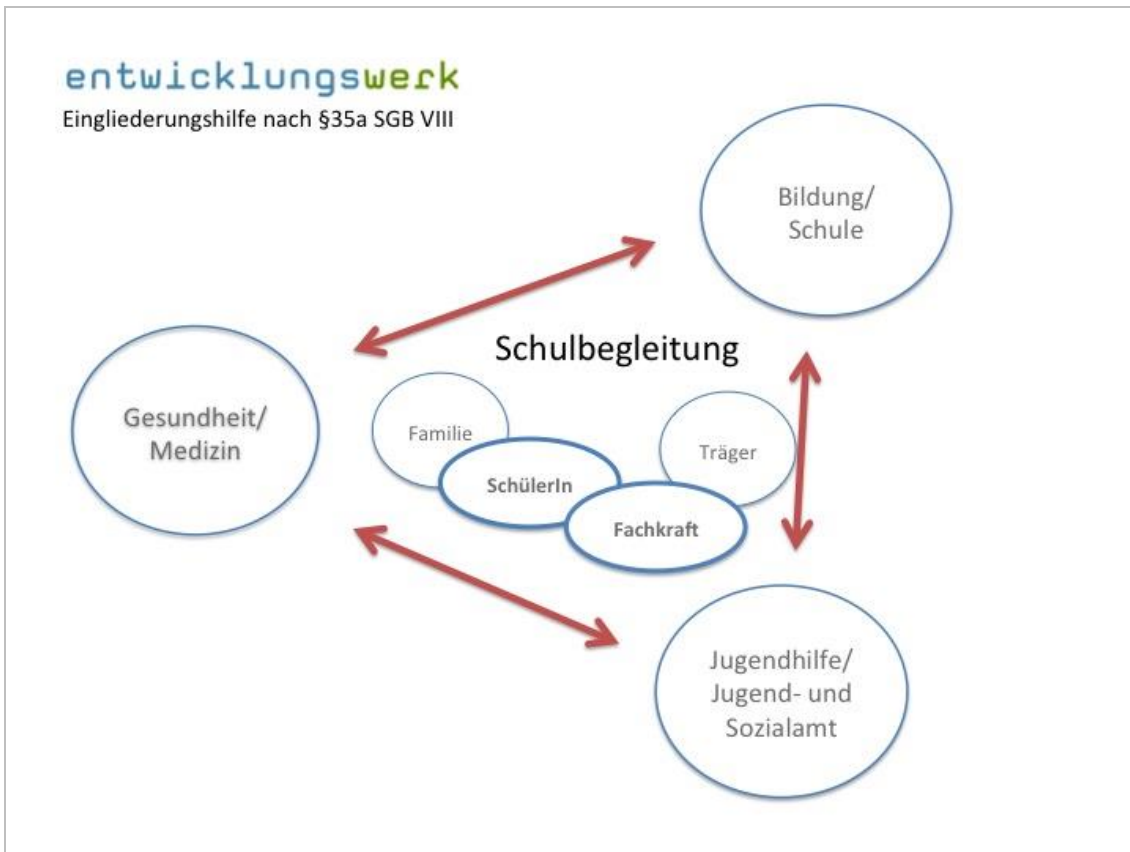 entwicklungswerk
Eingliederungshilfe nach §35a SGB VIII
Bildung/
Schule
Schulbegleitung
Gesundheit/
Medizin
Familie
Träger
SchülerIn
Fachkraft
Jugendhilfe/
Jugend- und
Sozialamt